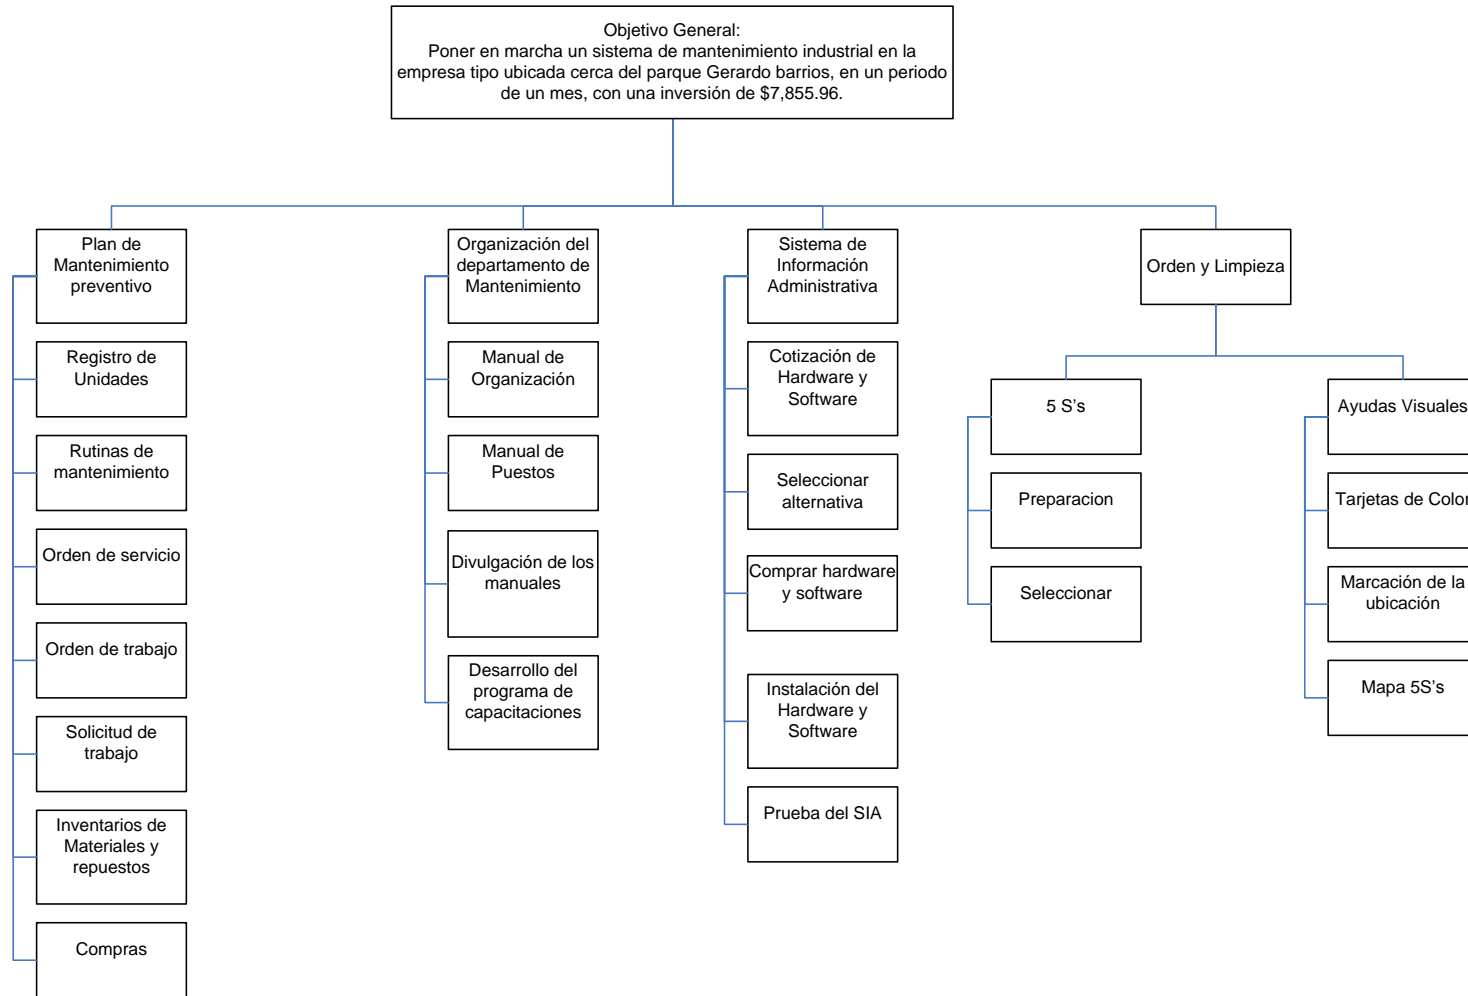 Objetivo General:
Poner en marcha un sistema de mantenimiento industrial en la
empresa tipo ubicada cerca del parque Gerardo barrios, en un periodo
de un mes, con una inversión de $7,855.96.
Plan de
Mantenimiento
preventivo
Registro de
Unidades
Rutinas de
mantenimiento
Orden de servicio
Orden de trabajo
Solicitud de
trabajo
Inventarios de
Materiales y
repuestos
Compras
Organización del
departamento de
Mantenimiento
Manual de
Organización
Manual de
Puestos
Divulgación de los
manuales
Desarrollo del
programa de
capacitaciones
Sistema de
Información
Administrativa
Cotización de
Hardware y
Software
Seleccionar
alternativa
Comprar hardware
y software
Instalación del
Hardware y
Software
Prueba del SIA
Orden y Limpieza
5 S’s
Preparacion
Seleccionar
Ayudas Visuales
Tarjetas de Color
Marcación de la
ubicación
Mapa 5S’s